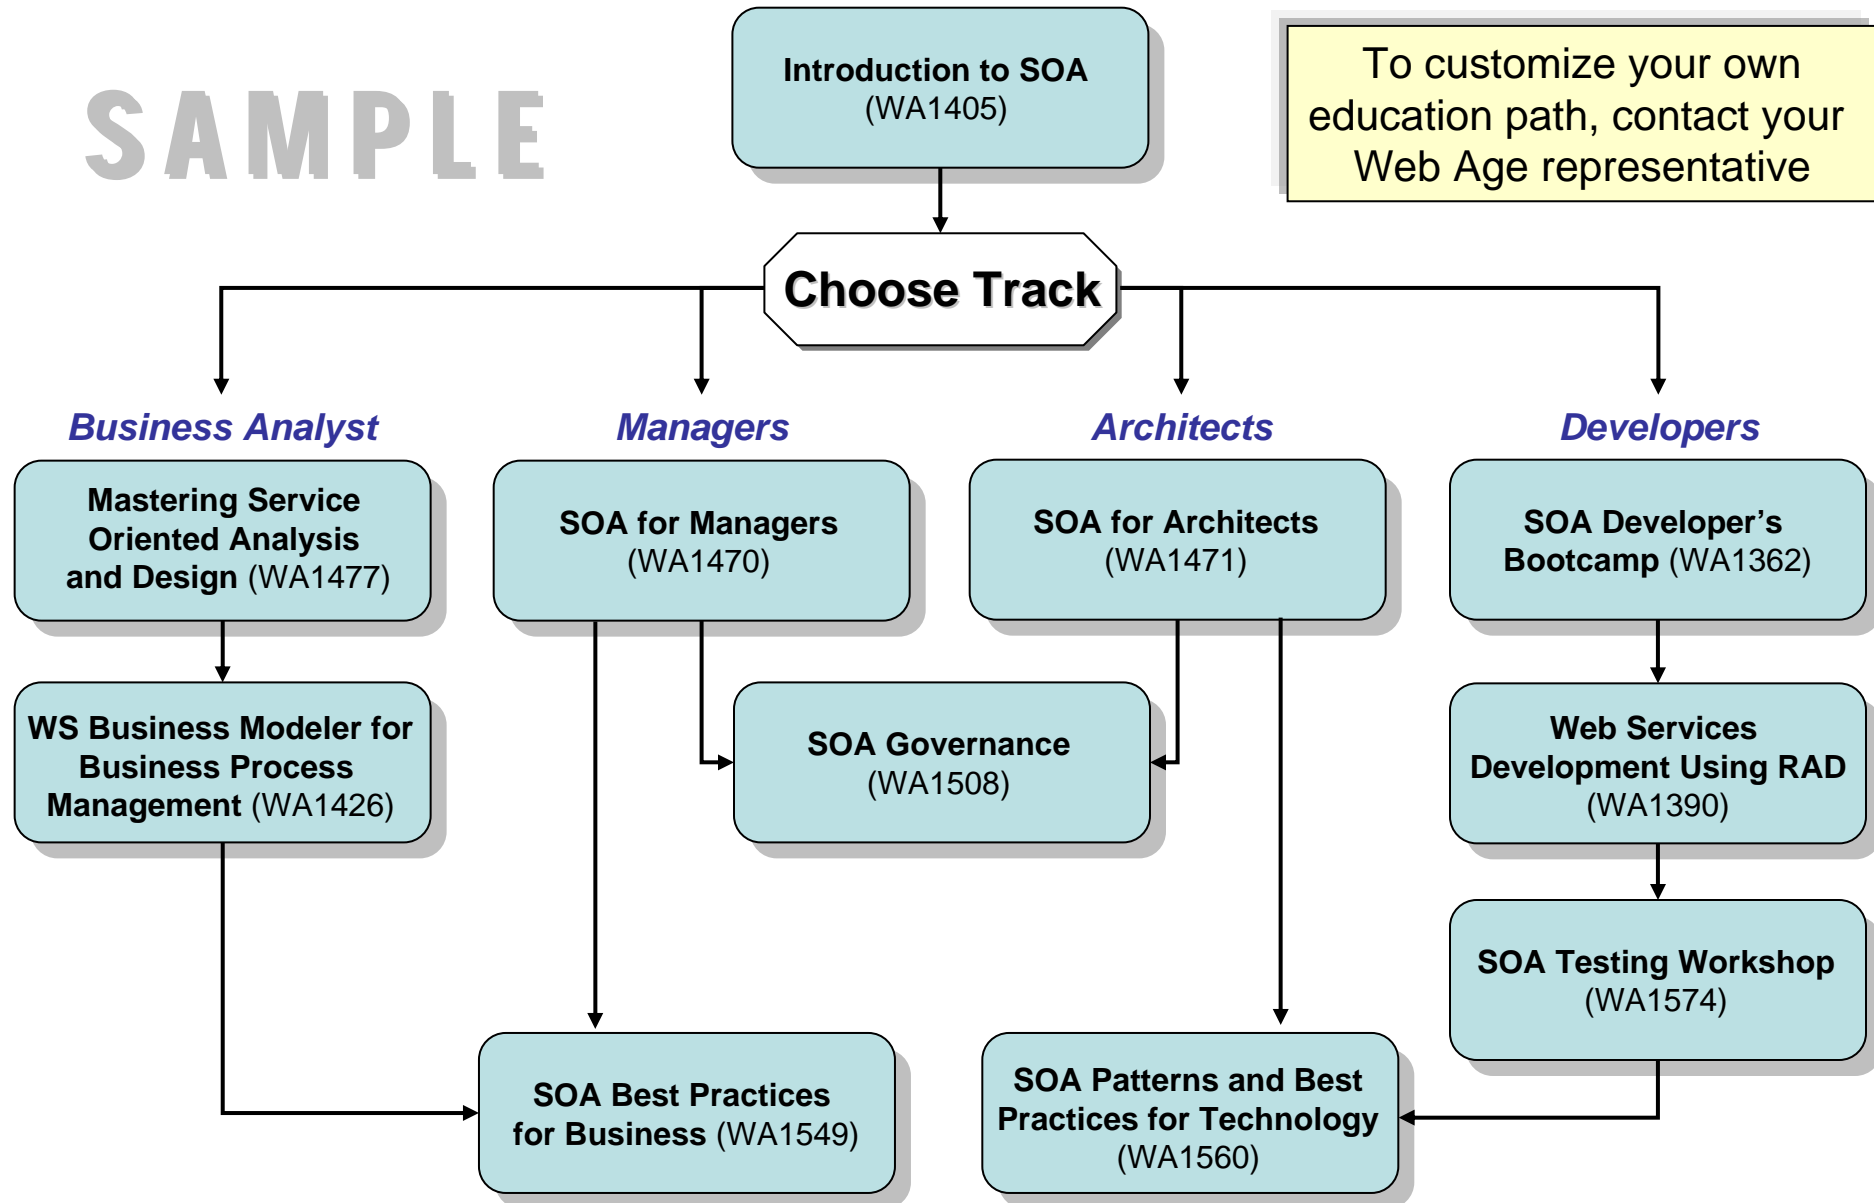 SAMPLE
Introduction to SOA
(WA1405)
To customize your own
education path, contact your
Web Age representative
Choose Track
Business Analyst
Managers
Architects
Developers
Mastering Service
Oriented Analysis
and Design (WA1477)
SOA for Managers
(WA1470)
SOA for Architects
(WA1471)
SOA Developer’s
Bootcamp (WA1362)
WS Business Modeler for
Business Process
Management (WA1426)
SOA Governance
(WA1508)
Web Services
Development Using RAD
(WA1390)
SOA Testing Workshop
(WA1574)
SOA Best Practices
for Business (WA1549)
SOA Patterns and Best
Practices for Technology
(WA1560)